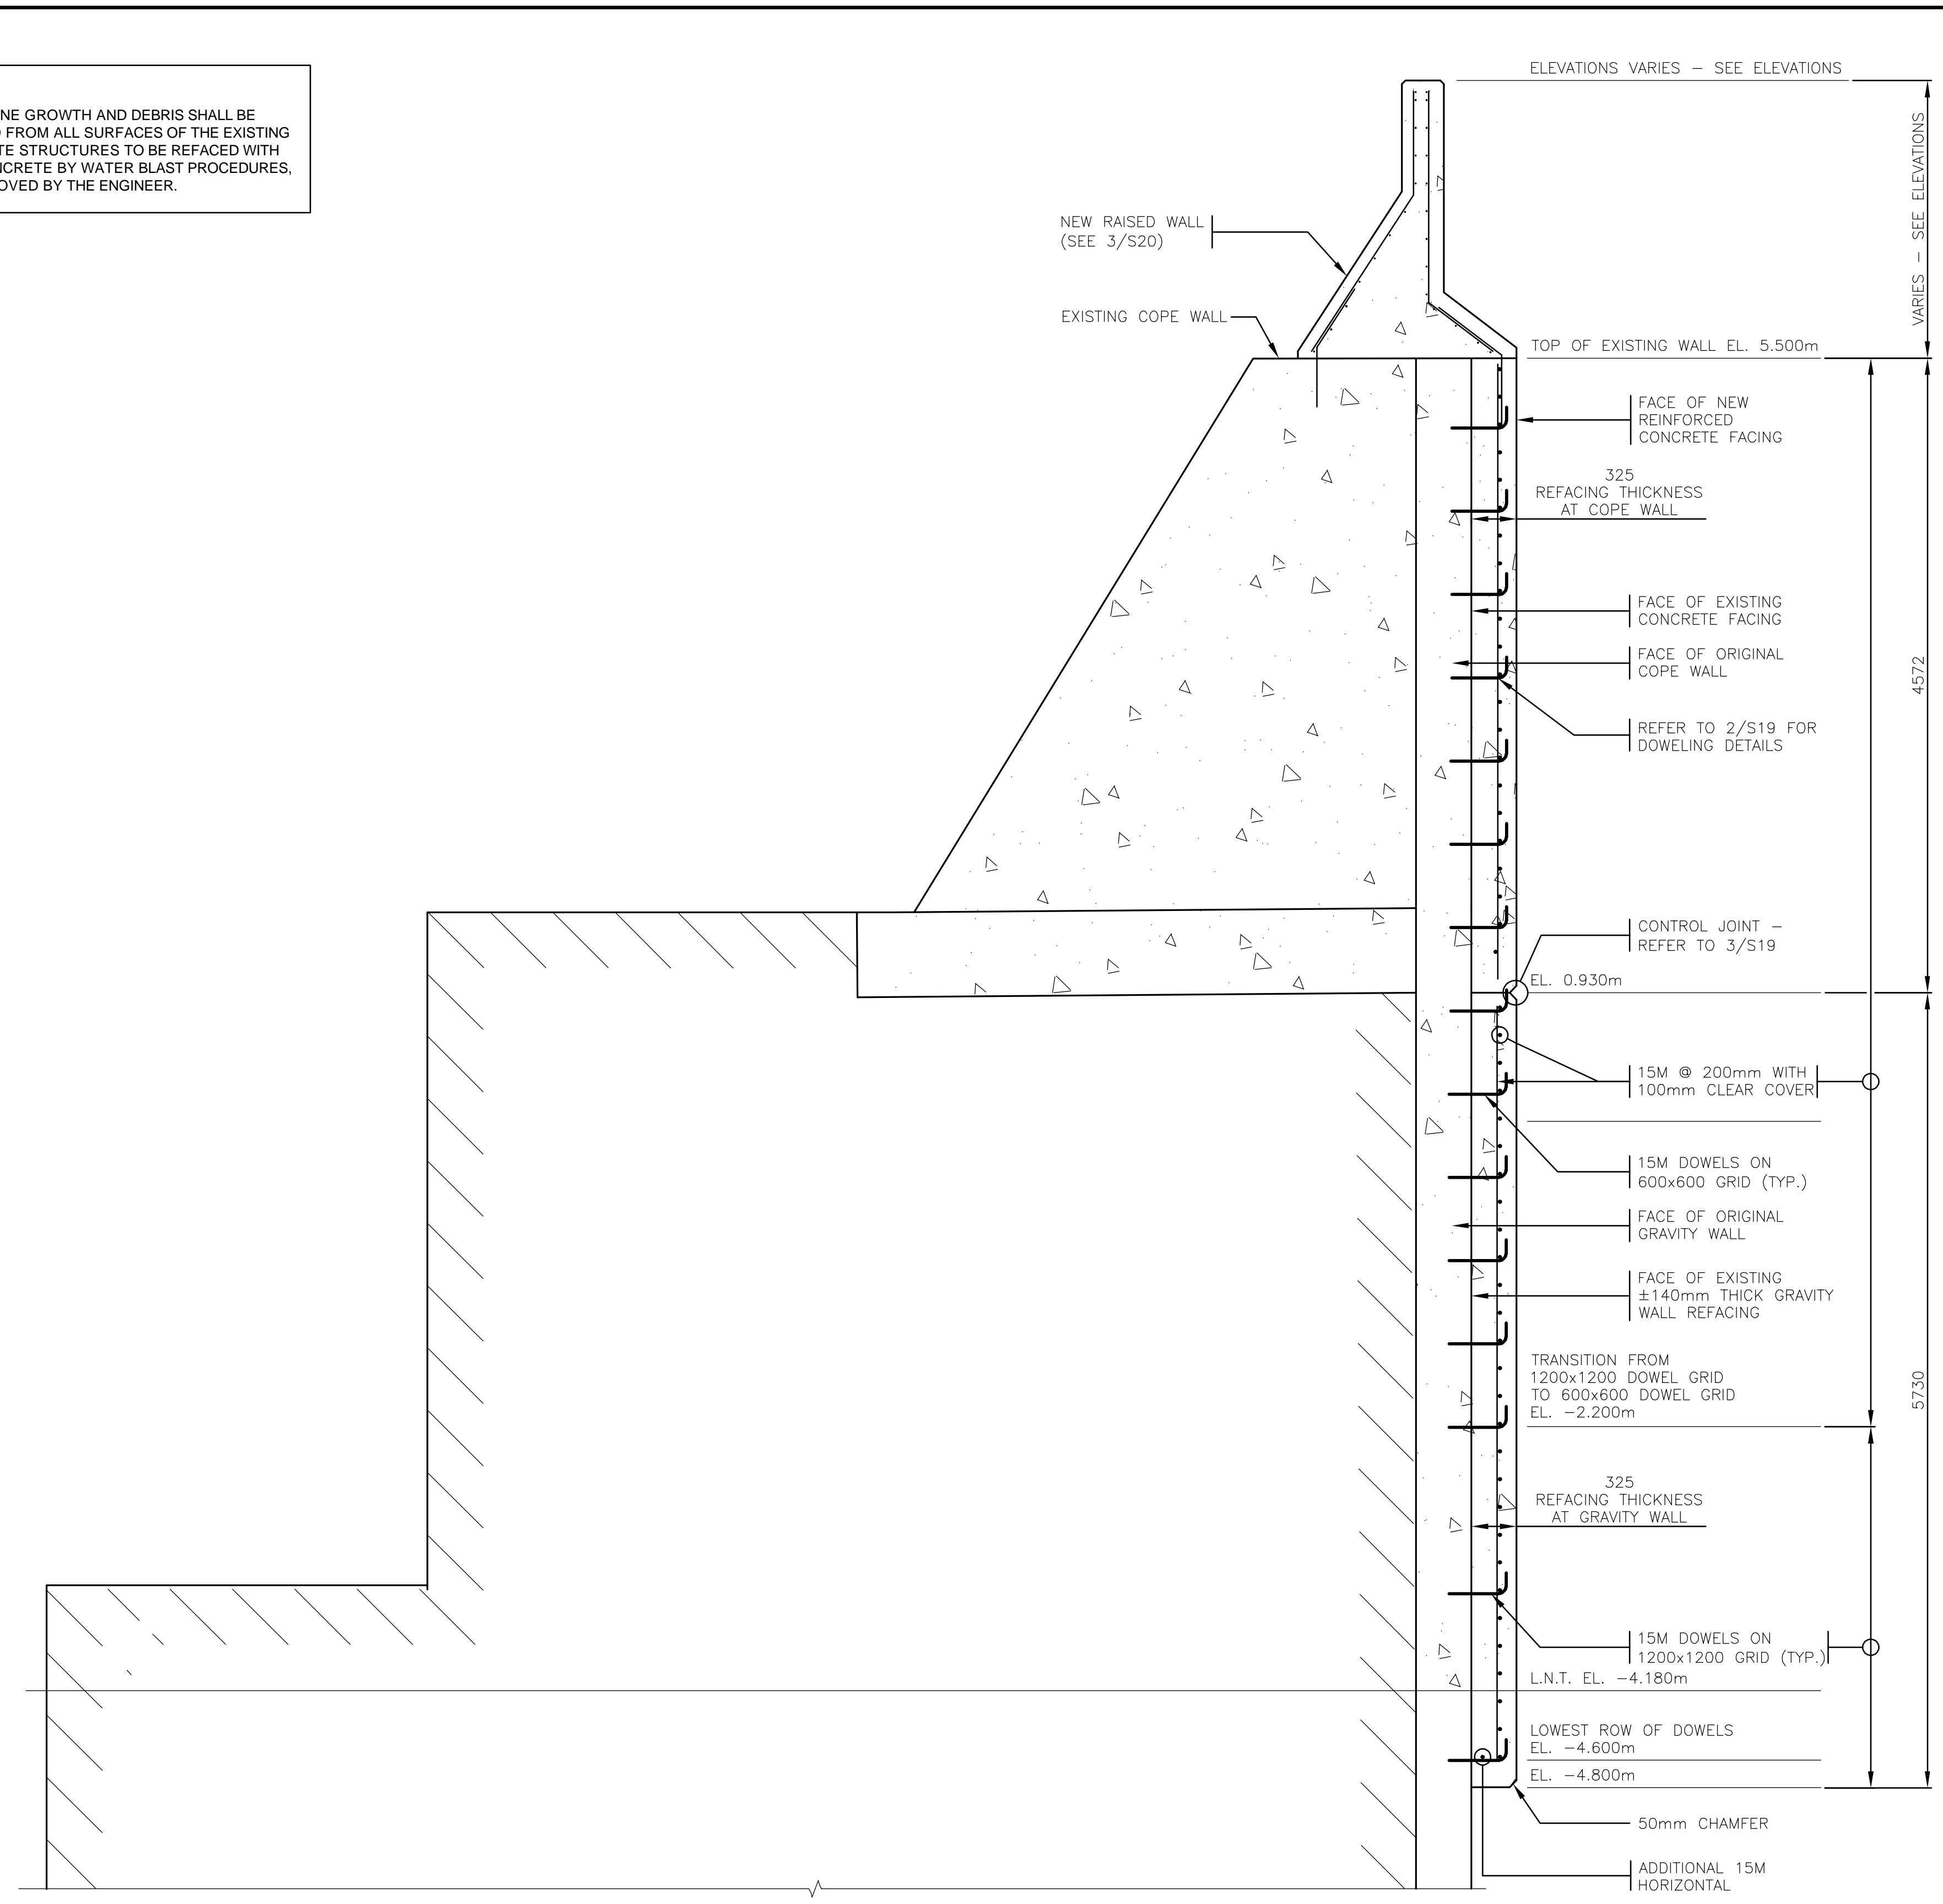 NE GROWTH AND DEBRIS SHALL BE
FROM ALL SURFACES OF THE EXISTING
TE STRUCTURES TO BE REFACED WITH
NCRETE BY WATER BLAST PROCEDURES,
OVED BY THE ENGINEER.
ELEVATIONS VARIES – SEE ELEVATIONS
VARIES – SEE ELEVATIONS
NEW RAISED WALL
(SEE 3/S20)
EXISTING COPE WALL
TOP OF EXISTING WALL EL. 5.500m
FACE OF NEW
REINFORCED
CONCRETE FACING
325
REFACING THICKNESS
AT COPE WALL
FACE OF EXISTING
CONCRETE FACING
FACE OF ORIGINAL
COPE WALL
4572
REFER TO 2/S19 FOR
DOWELING DETAILS
CONTROL JOINT –
REFER TO 3/S19
EL. 0.930m
15M @ 200mm WITH
100mm CLEAR COVER
15M DOWELS ON
600x600 GRID (TYP.)
FACE OF ORIGINAL
GRAVITY WALL
FACE OF EXISTING
±140mm THICK GRAVITY
WALL REFACING
TRANSITION FROM
1200x1200 DOWEL GRID
TO 600x600 DOWEL GRID
EL. –2.200m
5730
325
REFACING THICKNESS
AT GRAVITY WALL
15M DOWELS ON
1200x1200 GRID (TYP.)
L.N.T. EL. –4.180m
LOWEST ROW OF DOWELS
EL. –4.600m
EL. –4.800m
50mm CHAMFER
ADDITIONAL 15M
HORIZONTAL